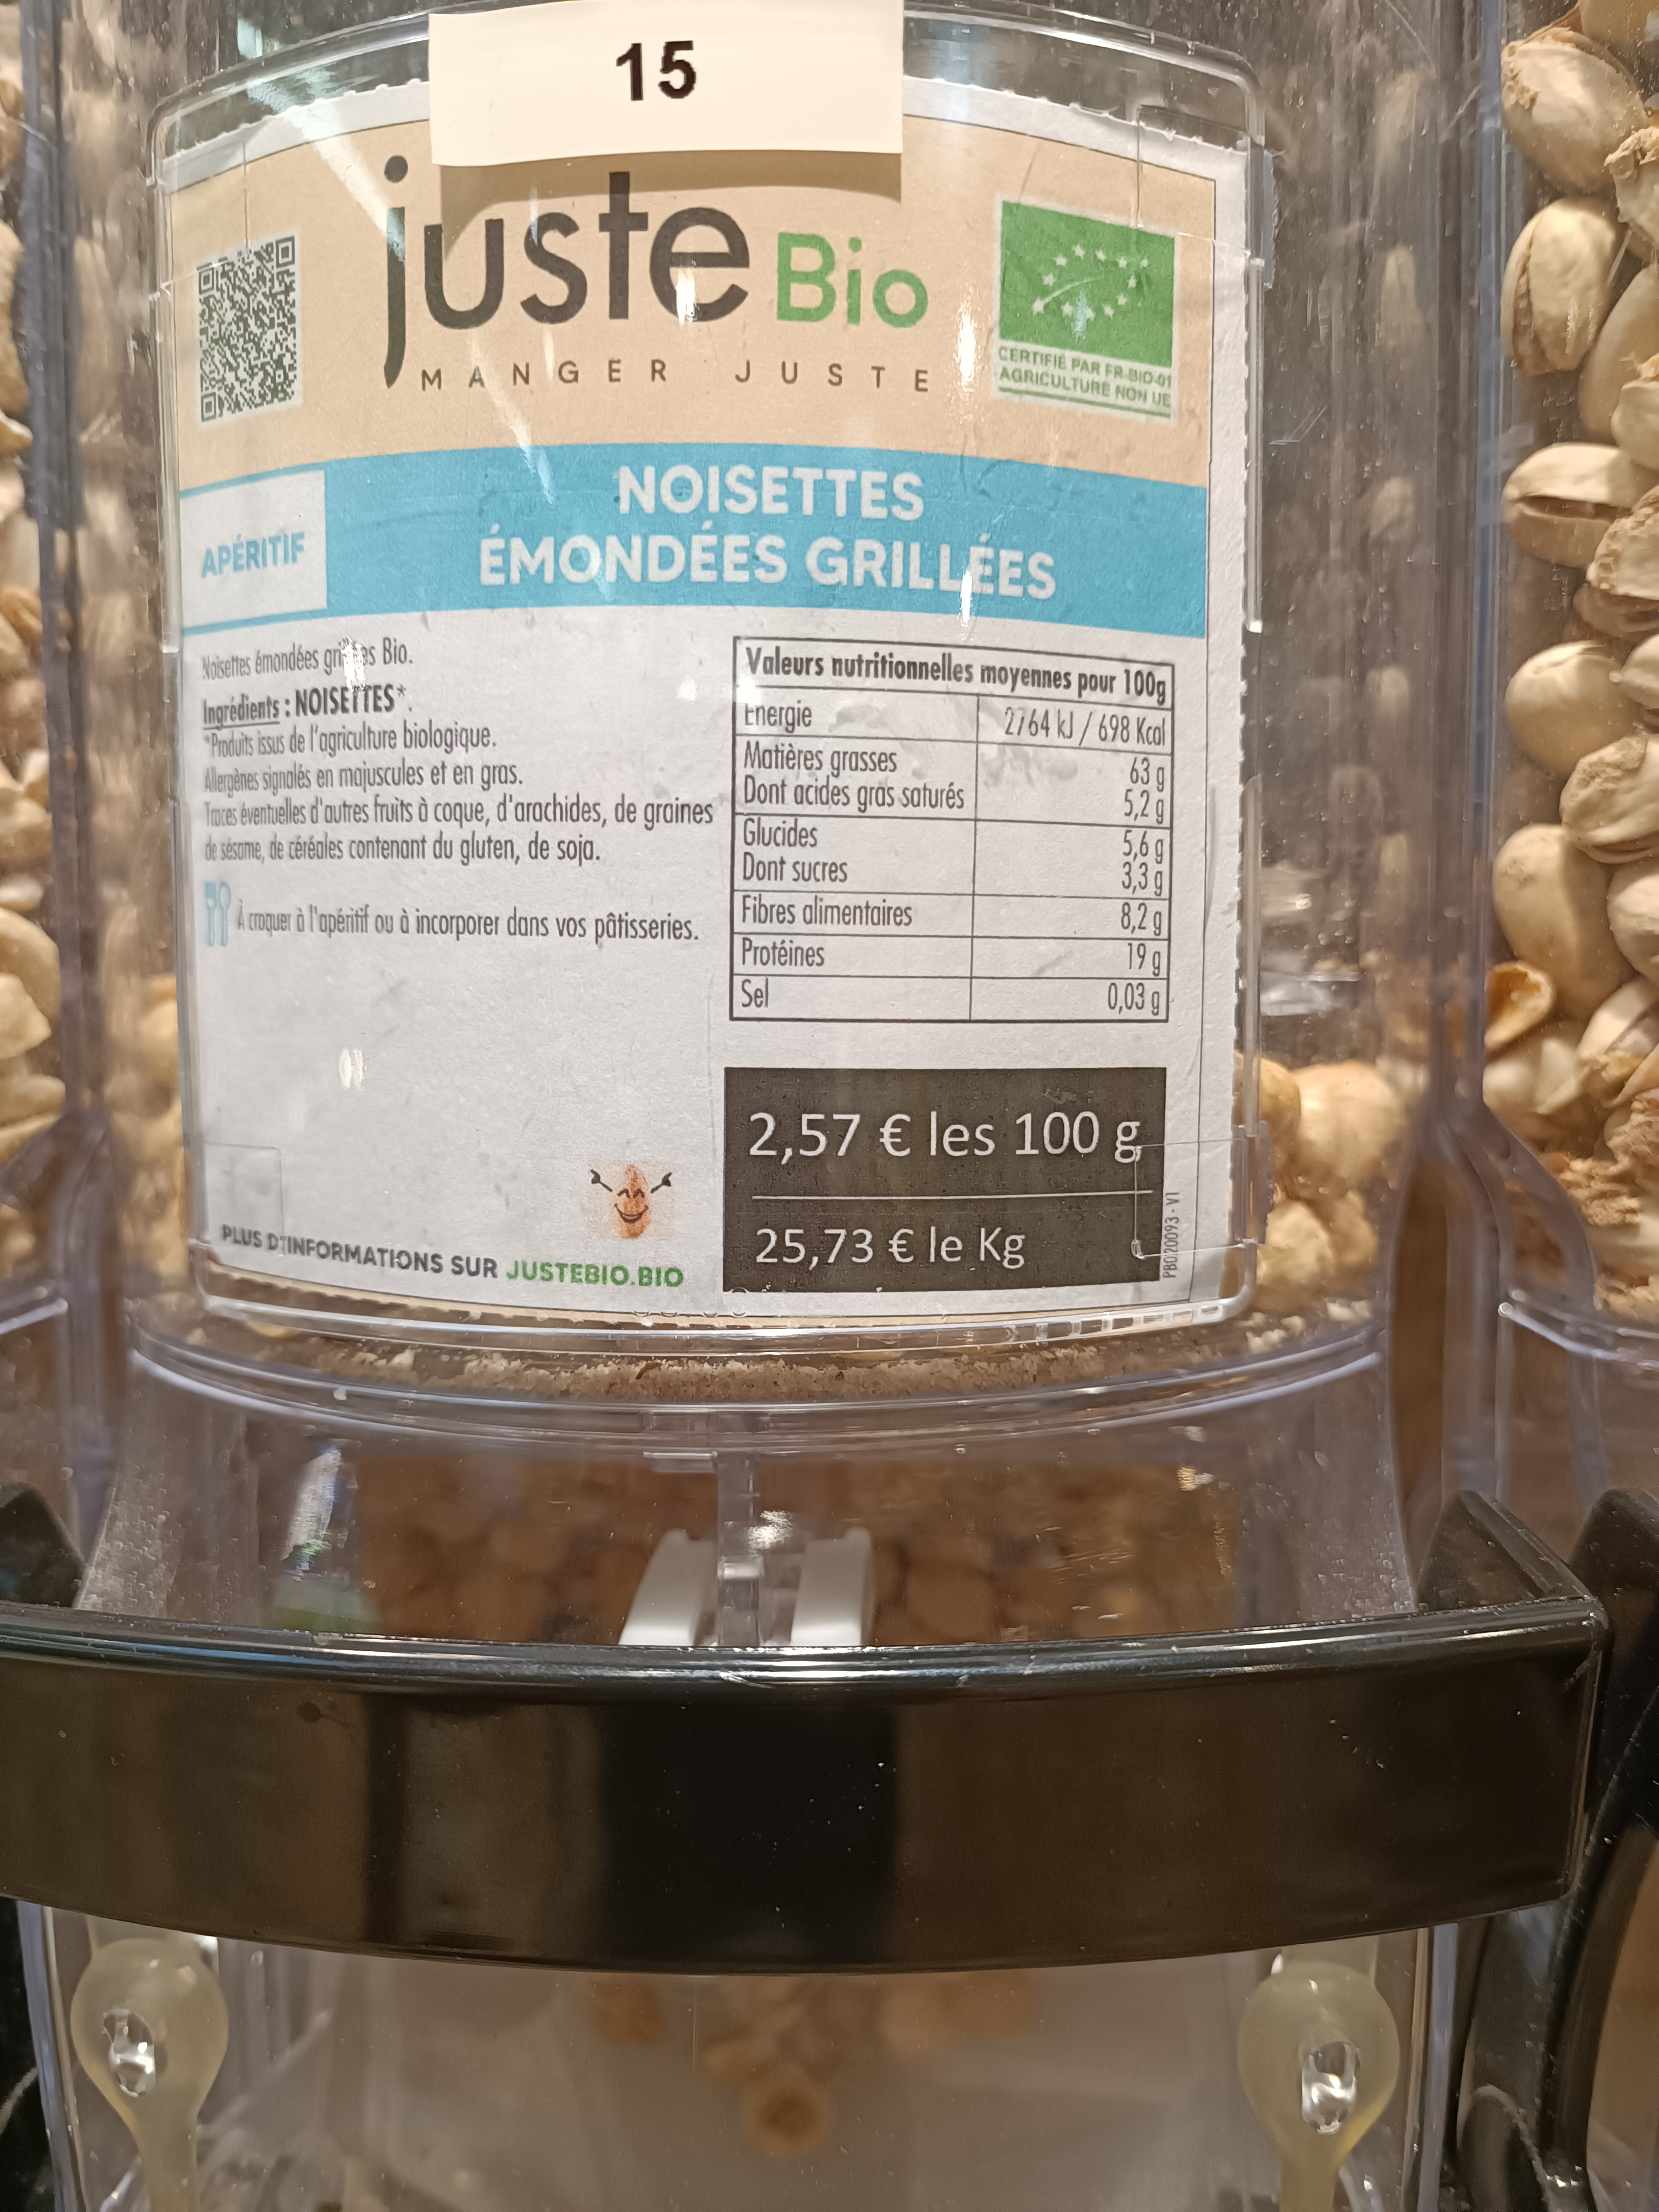 15
juste Bio
MANGER JUSTE
CERTIFIÉ PAR FR-BIO-01
AGRICULTURE NON UE
APÉRITIF
NOISETTES
ÉMONDÉES GRILLÉES
Noisettes émondées grillées Bio.
Ingrédients : NOISETTES*.
*Produits issus de l'agriculture biologique.
Allergènes signalés en majuscules et en gras.
Traces éventuelles d'autres fruits à coque, d'arachides, de graines
de sésame, de céréales contenant du gluten, de soja.
À croquer à l'apéritif ou à incorporer dans vos pâtisseries.
Valeurs nutritionnelles moyennes pour 100g
Energie 2764 kJ / 698 Kcal
Matières grasses 63 g
Dont acides gras saturés 5,2 g
Glucides 5,6 g
Dont sucres 3,3 g
Fibres alimentaires 8,2 g
Protéines 19 g
Sel 0,03 g
2,57 € les 100 g
25,73 € le Kg
PBO20093 - V1
PLUS D'INFORMATIONS SUR JUSTEBIO.BIO